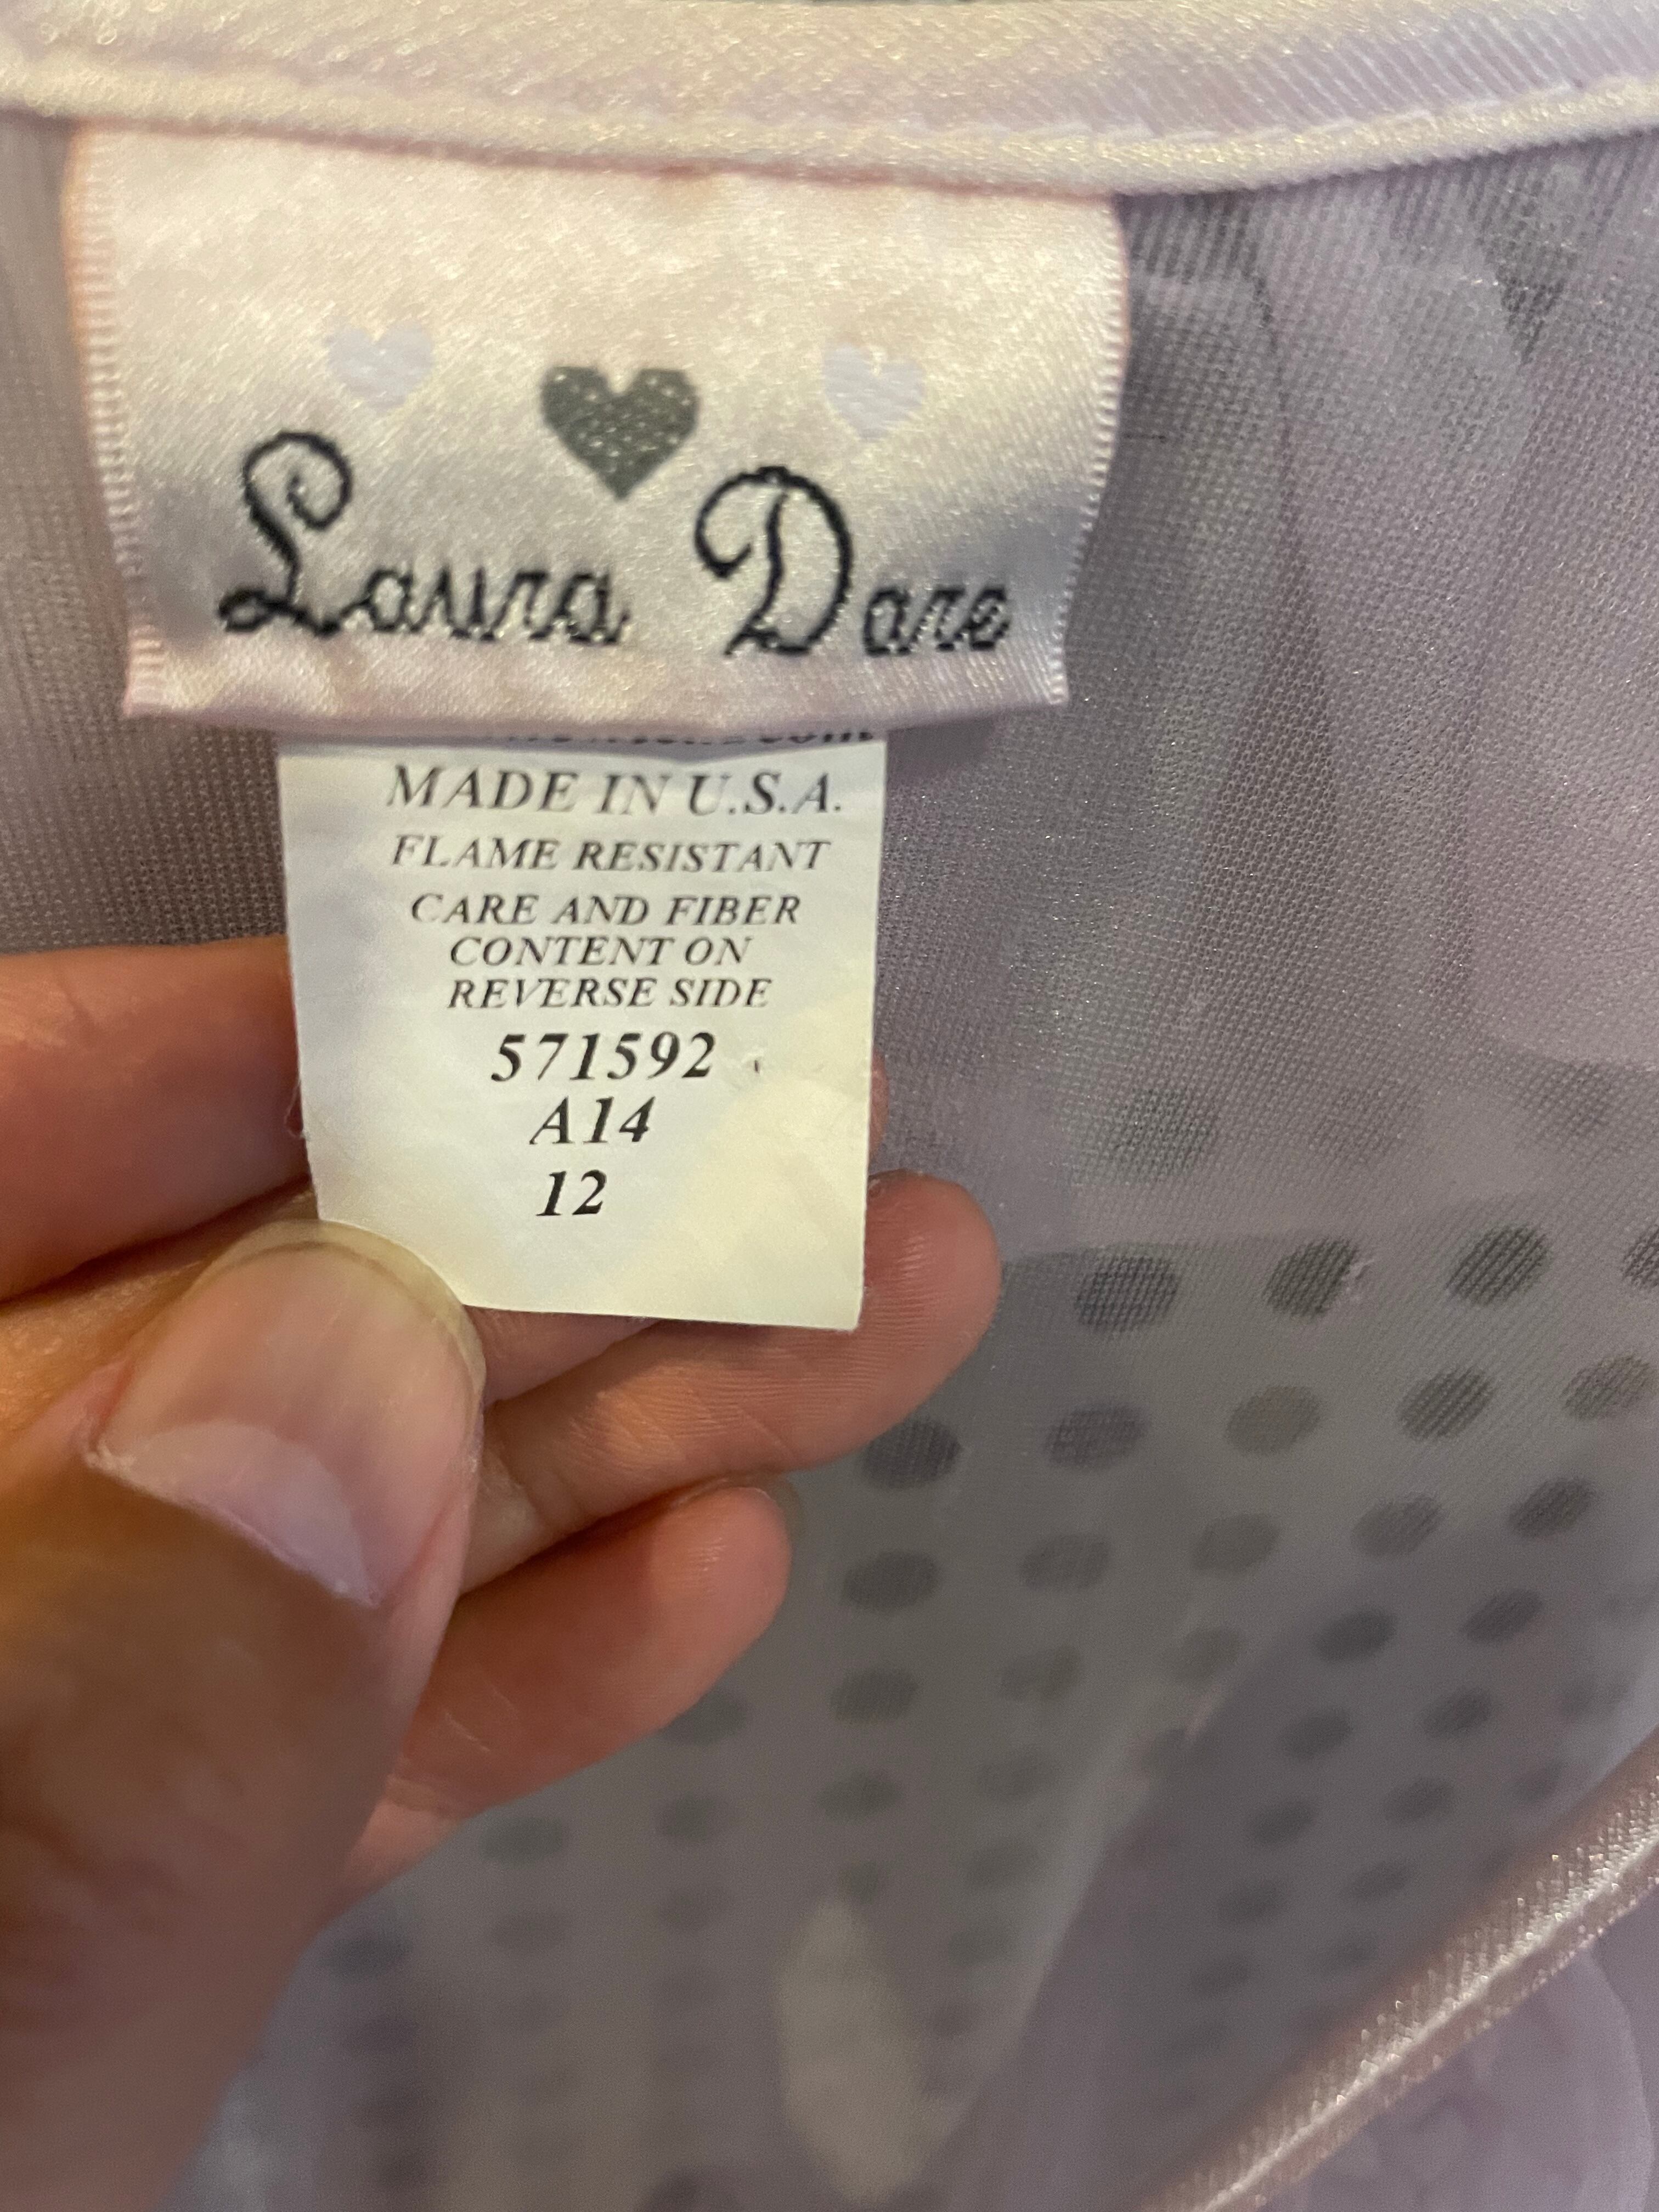 Laura Dare
MADE IN U.S.A.
FLAME RESISTANT
CARE AND FIBER
CONTENT ON
REVERSE SIDE
571592
A14
12